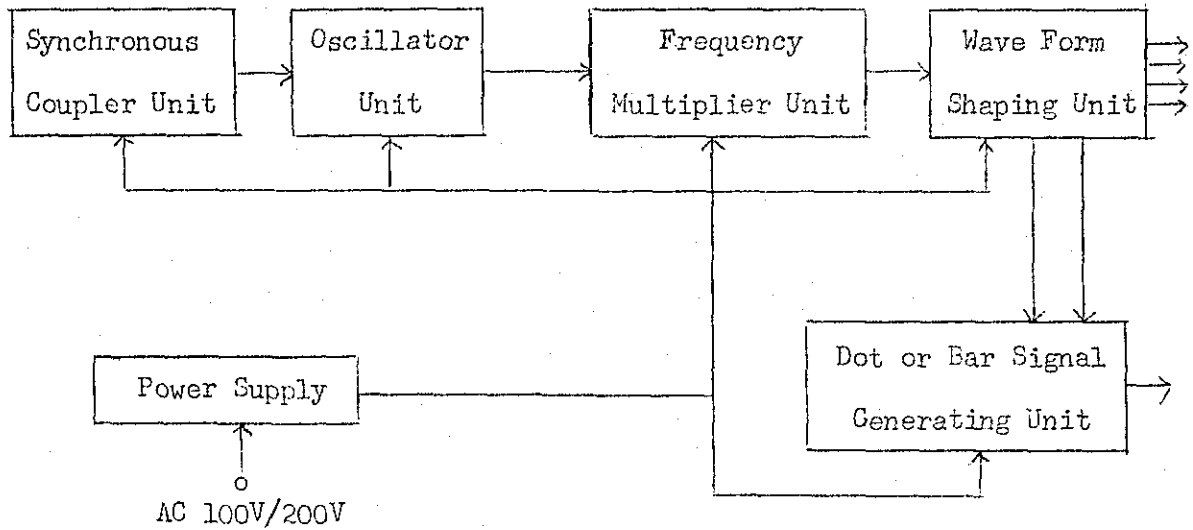 Synchronous
Coupler Unit
Oscillator
Unit
Frequency
Multiplier Unit
Wave Form
Shaping Unit
Power Supply
AC 100V/200V
Dot or Bar Signal
Generating Unit